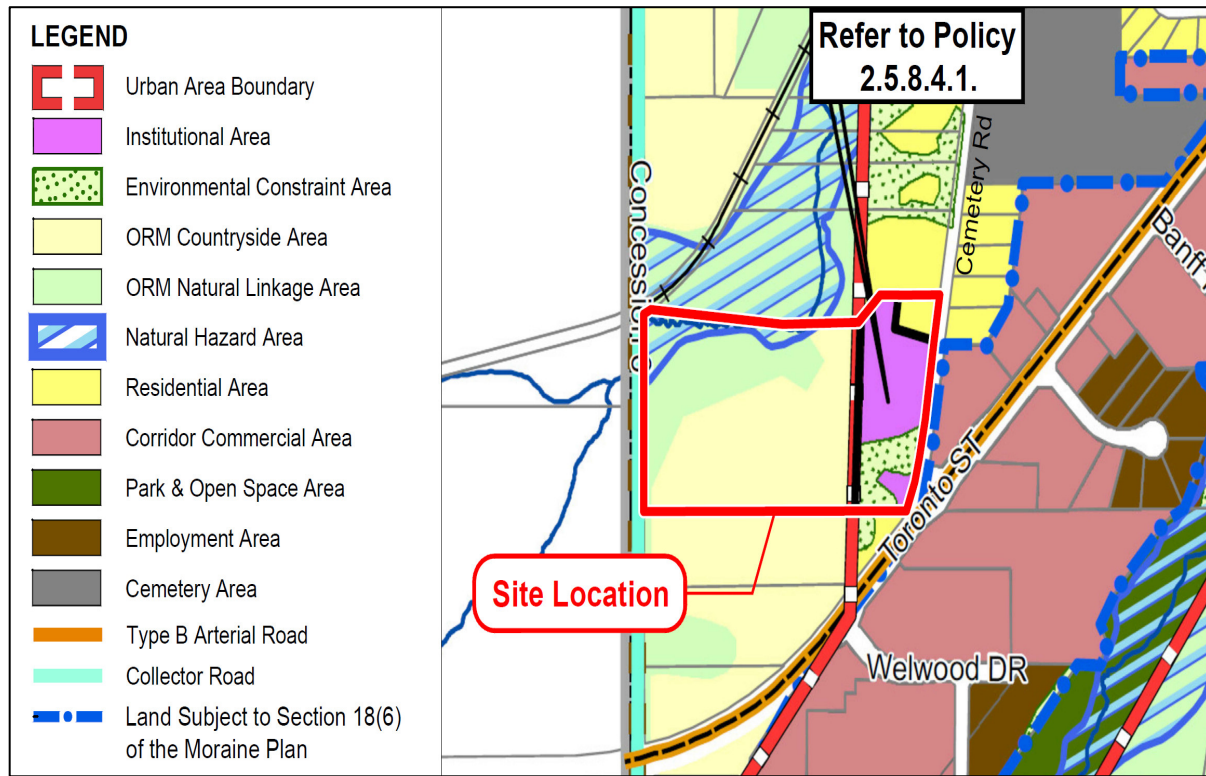 LEGEND
Urban Area Boundary
Institutional Area
Environmental Constraint Area
ORM Countryside Area
ORM Natural Linkage Area
Natural Hazard Area
Residential Area
Corridor Commercial Area
Park & Open Space Area
Employment Area
Cemetery Area
Type B Arterial Road
Collector Road
Land Subject to Section 18(6)
of the Moraine Plan
Refer to Policy
2.5.8.4.1.
Cemetery Rd
Banff
Toronto ST
Site Location
Welwood DR